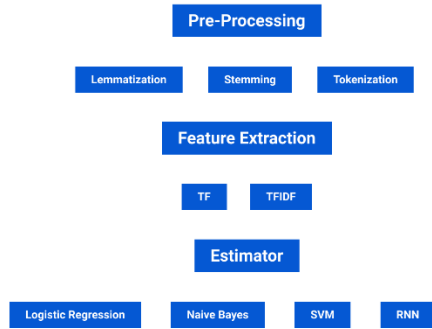 Pre-Processing
Lemmatization Stemming Tokenization
Feature Extraction
TF TFIDF
Estimator
Logistic Regression Naive Bayes SVM RNN